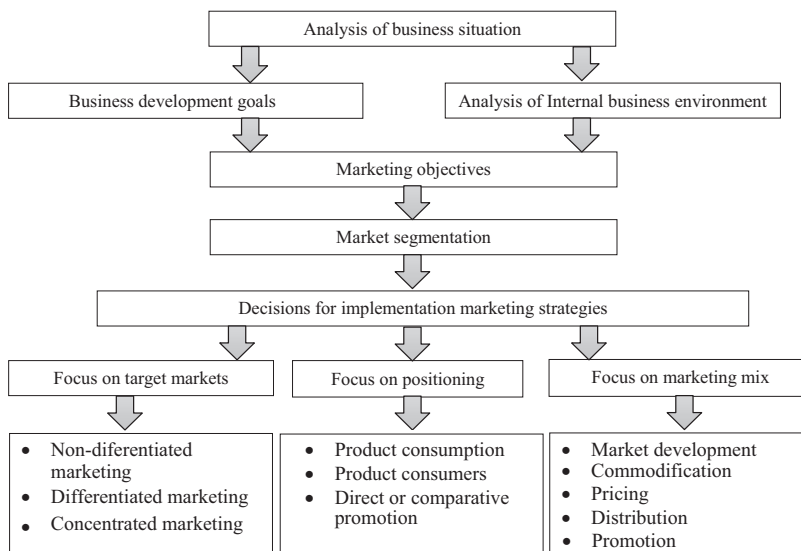 Analysis of business situation
Business development goals
Analysis of Internal business environment
Marketing objectives
Market segmentation
Decisions for implementation marketing strategies
Focus on target markets
Focus on positioning
Focus on marketing mix
• Non-diferentiated
marketing
• Differentiated marketing
• Concentrated marketing
• Product consumption
• Product consumers
• Direct or comparative
promotion
• Market development
• Commodification
• Pricing
• Distribution
• Promotion